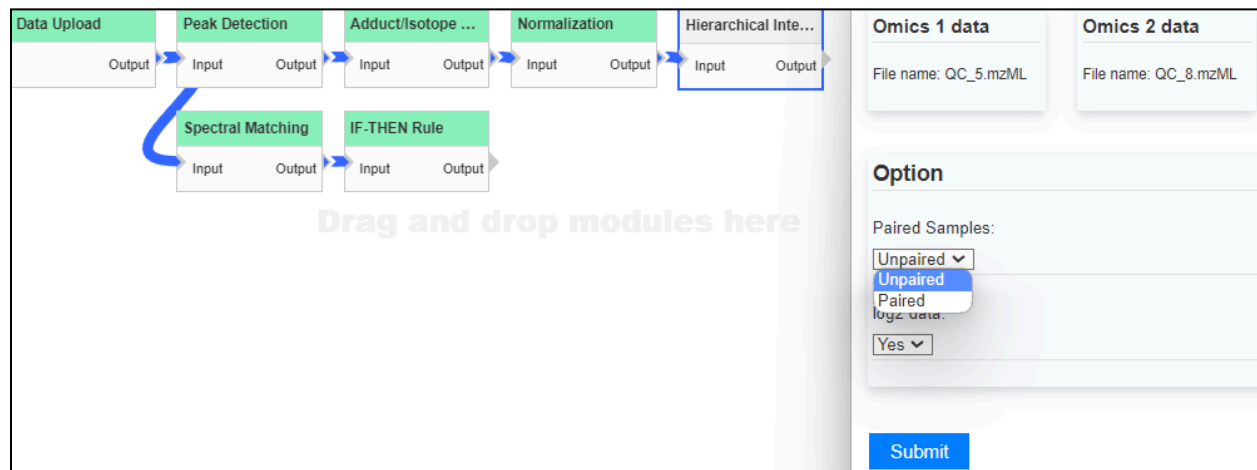 Data Upload
Output
Peak Detection
Input Output
Adduct/Isotope ...
Input Output
Normalization
Input Output
Hierarchical Inte...
Input Output
Spectral Matching
Input Output
IF-THEN Rule
Input Output
Drag and drop modules here
Omics 1 data
File name: QC_5.mzML
Omics 2 data
File name: QC_8.mzML
Option
Paired Samples:
Unpaired
Unpaired
Paired
log2 data:
Yes
Submit